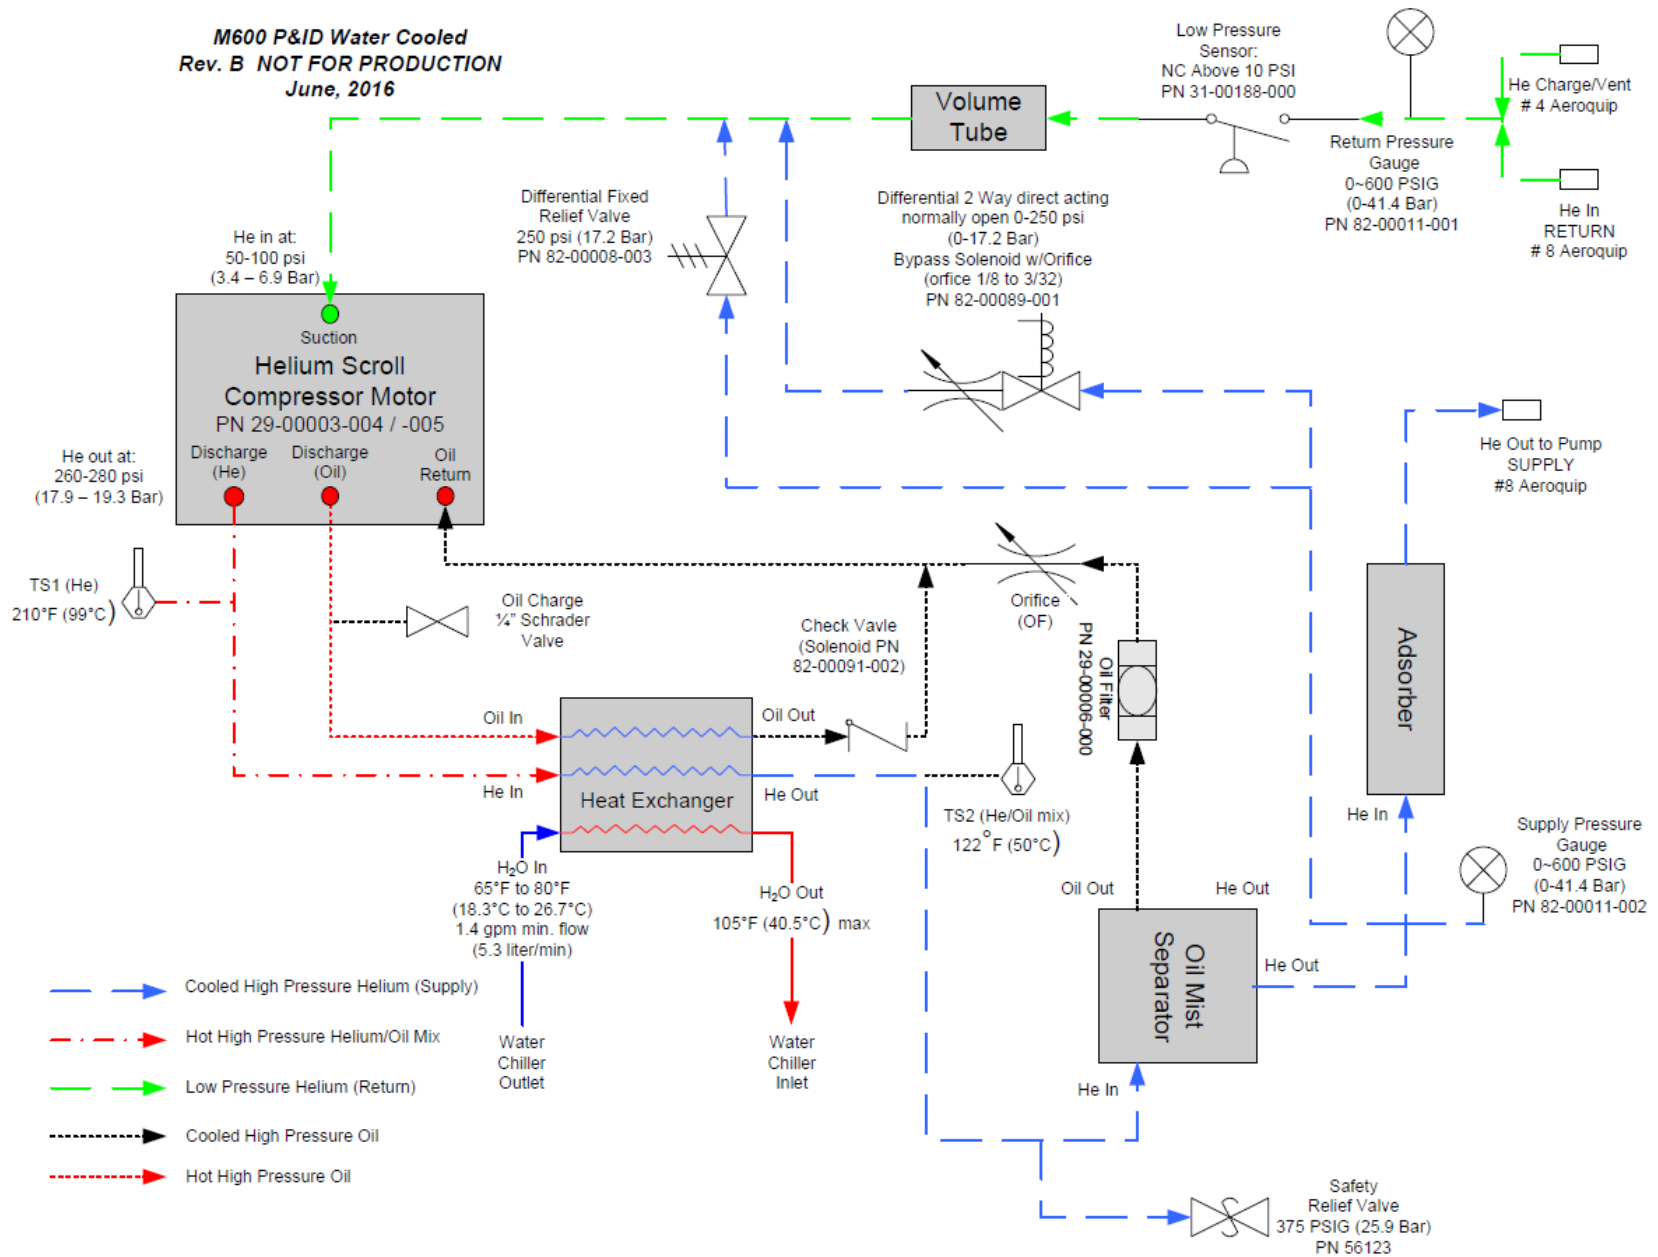 M600 P&ID Water Cooled
Rev. B  NOT FOR PRODUCTION
June, 2016
Low Pressure
Sensor:
NC Above 10 PSI
PN 31-00188-000
He Charge/Vent
# 4 Aeroquip
Volume
Tube
Return Pressure
Gauge
0~600 PSIG
(0-41.4 Bar)
PN 82-00011-001
He In
RETURN
# 8 Aeroquip
Differential Fixed
Relief Valve
250 psi (17.2 Bar)
PN 82-00008-003
Differential 2 Way direct acting
normally open 0-250 psi
(0-17.2 Bar)
Bypass Solenoid w/Orifice
(orfice 1/8 to 3/32)
PN 82-00089-001
He in at:
50-100 psi
(3.4 – 6.9 Bar)
Suction
Helium Scroll
Compressor Motor
PN 29-00003-004 / -005
Discharge
(He)
Discharge
(Oil)
Oil
Return
He out at:
260-280 psi
(17.9 – 19.3 Bar)
He Out to Pump
SUPPLY
#8 Aeroquip
TS1 (He)
210°F (99°C)
Oil Charge
¼” Schrader
Valve
Check Vavle
(Solenoid PN
82-00091-002)
Orifice
(OF)
Oil Filter
PN 29-00006-000
Adsorber
Oil In
Oil Out
He In
Heat Exchanger
He Out
TS2 (He/Oil mix)
122°F (50°C)
He In
Supply Pressure
Gauge
0~600 PSIG
(0-41.4 Bar)
PN 82-00011-002
H₂O In
65°F to 80°F
(18.3°C to 26.7°C)
1.4 gpm min. flow
(5.3 liter/min)
H₂O Out
105°F (40.5°C) max
Oil Out
He Out
Oil Mist
Separator
He Out
He In
Water
Chiller
Outlet
Water
Chiller
Inlet
Cooled High Pressure Helium (Supply)
Hot High Pressure Helium/Oil Mix
Low Pressure Helium (Return)
Cooled High Pressure Oil
Hot High Pressure Oil
Safety
Relief Valve
375 PSIG (25.9 Bar)
PN 56123